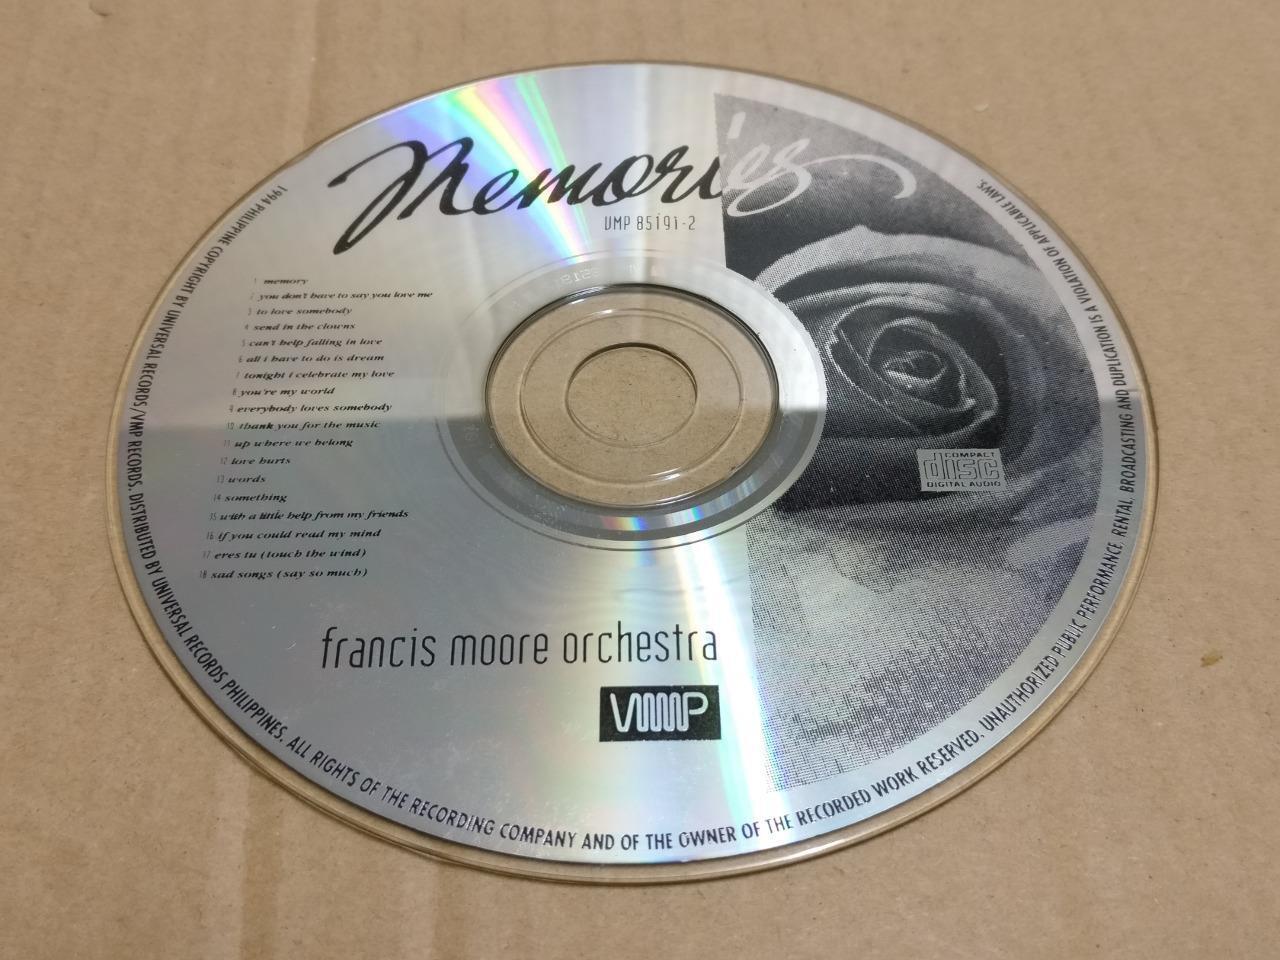 Memories
VMP 85191-2
1 memory
2 you don't have to say you love me
3 to love somebody
4 send in the clowns
5 can't help falling in love
6 all i have to do is dream
7 tonight i celebrate my love
8 you're my world
9 everybody loves somebody
10 thank you for the music
11 up where we belong
12 love hurts
13 words
14 something
15 with a little help from my friends
16 if you could read my mind
17 eres tu (touch the wind)
18 sad songs (say so much)
COMPACT
disc
DIGITAL AUDIO
francis moore orchestra
VMP
1994 PHILIPPINE COPYRIGHT BY UNIVERSAL RECORDS/VMP RECORDS. DISTRIBUTED BY UNIVERSAL RECORDS PHILIPPINES. ALL RIGHTS OF THE RECORDING COMPANY AND OF THE OWNER OF THE RECORDED WORK RESERVED. UNAUTHORIZED PUBLIC PERFORMANCE, RENTAL, BROADCASTING AND DUPLICATION IS A VIOLATION OF APPLICABLE LAWS.